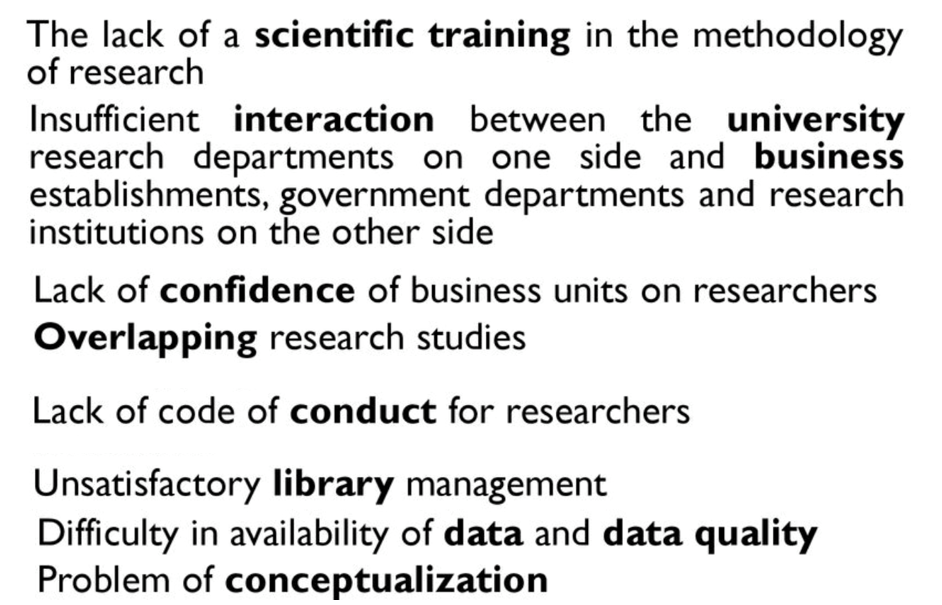 The lack of a scientific training in the methodology
of research
Insufficient interaction between the university
research departments on one side and business
establishments, government departments and research
institutions on the other side
Lack of confidence of business units on researchers
Overlapping research studies
Lack of code of conduct for researchers
Unsatisfactory library management
Difficulty in availability of data and data quality
Problem of conceptualization